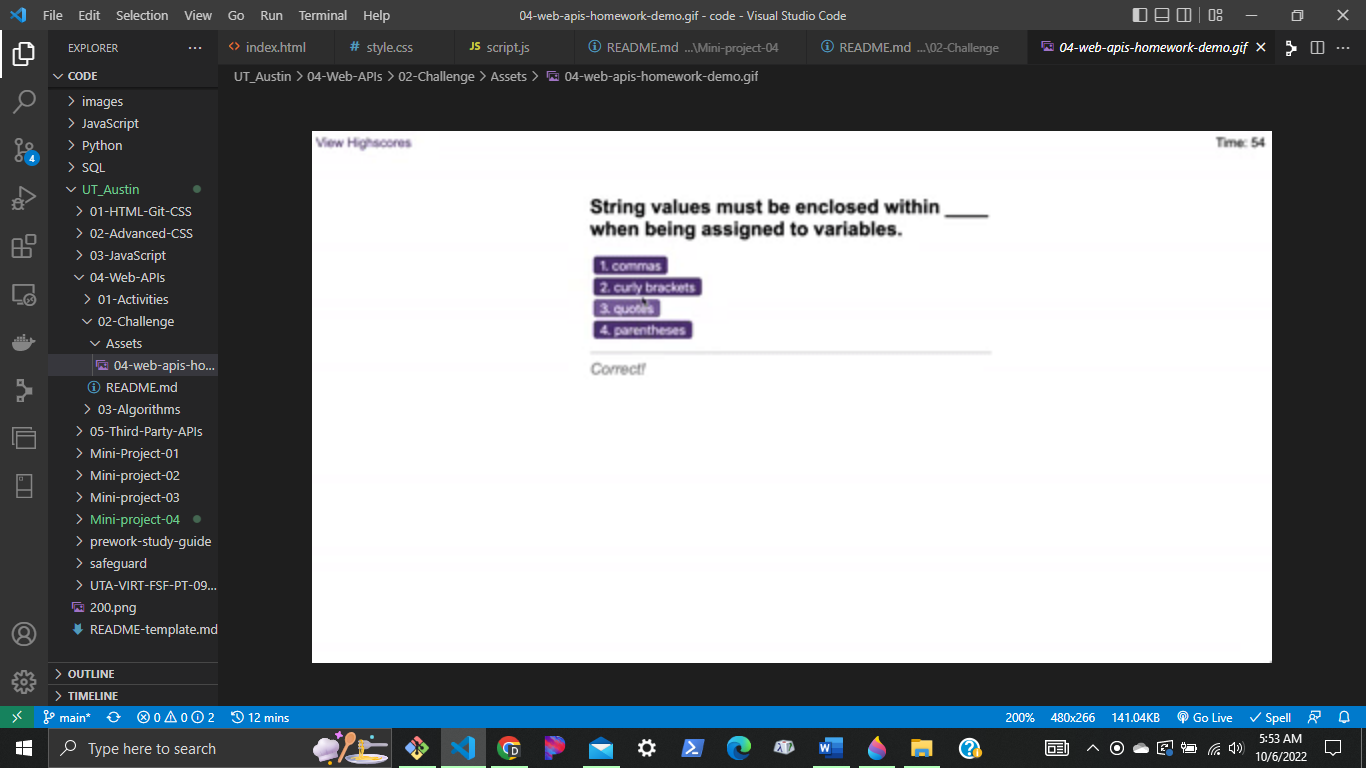 File Edit Selection View Go Run Terminal Help 04-web-apis-homework-demo.gif - code - Visual Studio Code
EXPLORER
index.html style.css JS script.js README.md ...\Mini-project-04 README.md ...\02-Challenge 04-web-apis-homework-demo.gif
CODE
UT_Austin > 04-Web-APIs > 02-Challenge > Assets > 04-web-apis-homework-demo.gif
images
JavaScript
Python
SQL
UT_Austin
01-HTML-Git-CSS
02-Advanced-CSS
03-JavaScript
04-Web-APIs
01-Activities
02-Challenge
Assets
04-web-apis-ho...
README.md
03-Algorithms
05-Third-Party-APIs
Mini-Project-01
Mini-project-02
Mini-project-03
Mini-project-04
prework-study-guide
safeguard
UTA-VIRT-FSF-PT-09...
200.png
README-template.md
OUTLINE
TIMELINE
4
View Highscores Time: 54
String values must be enclosed within ____
when being assigned to variables.
1. commas
2. curly brackets
3. quotes
4. parentheses
Correct!
main* 0 0 2 12 mins 200% 480x266 141.04KB Go Live Spell
Type here to search
5:53 AM
10/6/2022